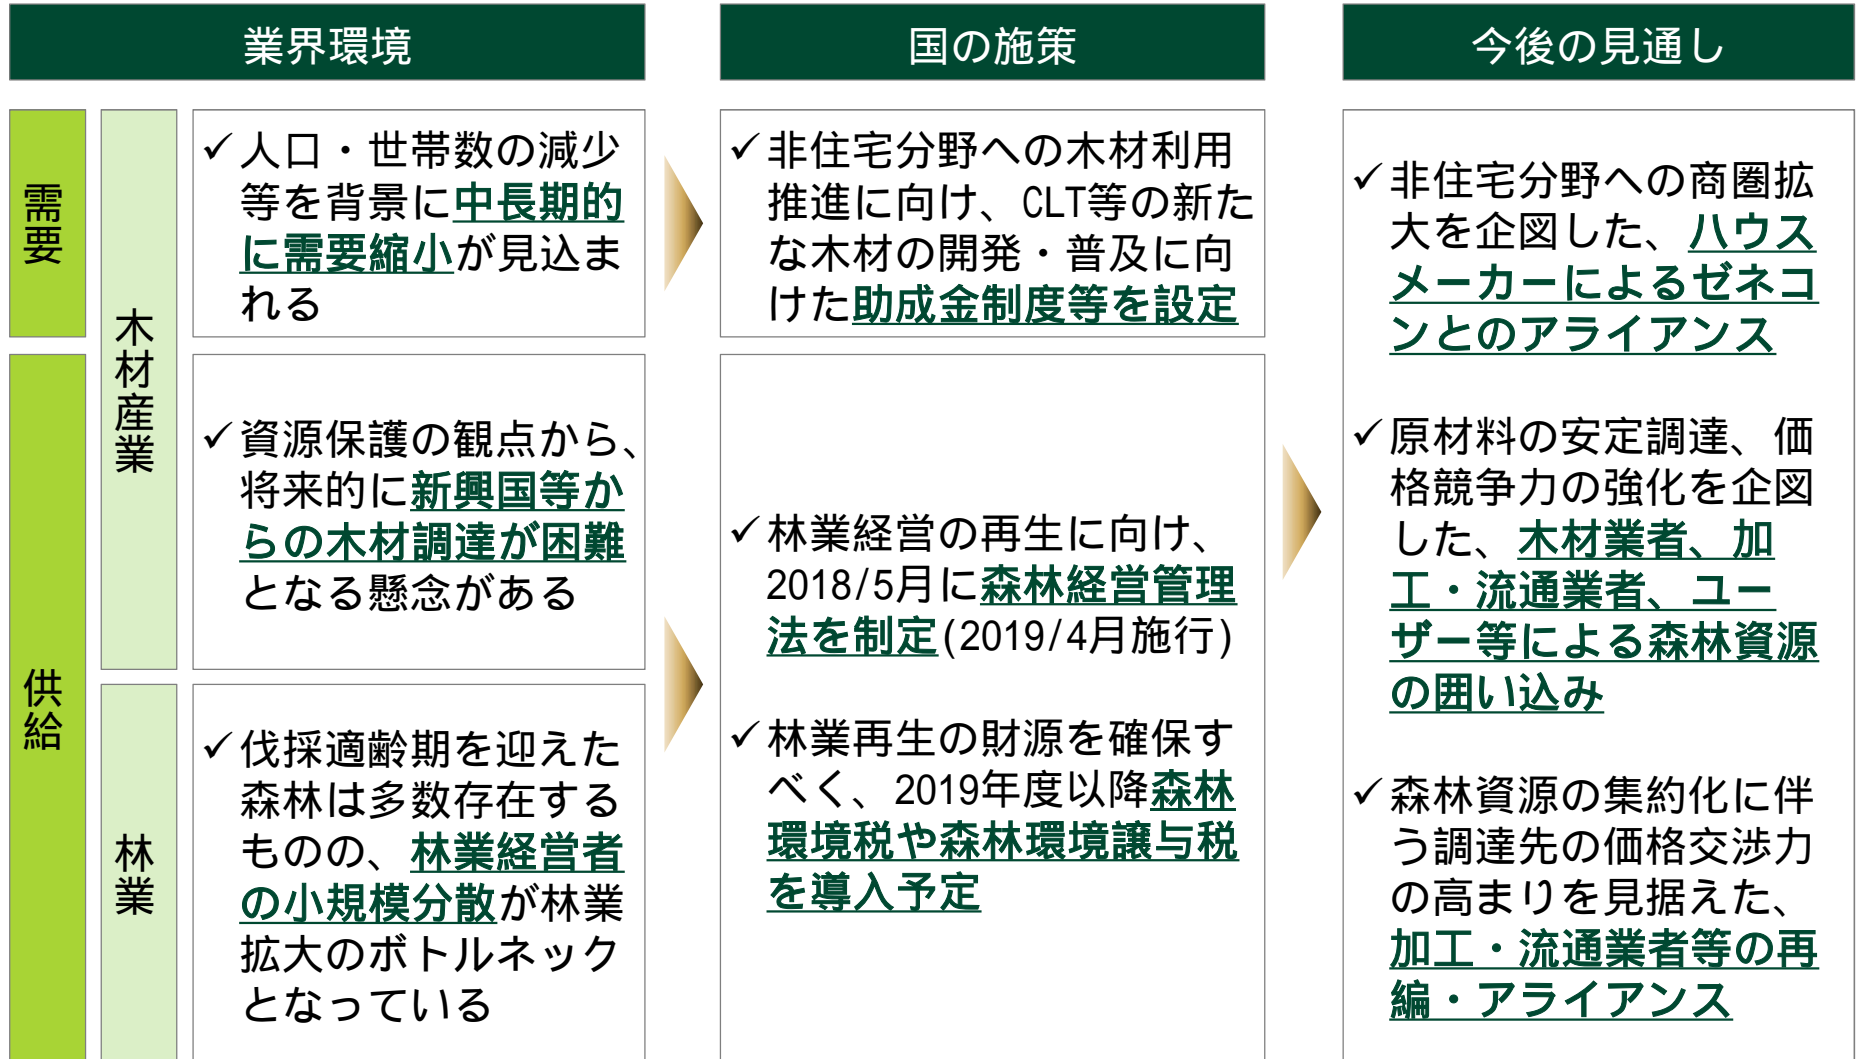 業界環境
国の施策
今後の見通し
需要
供給
木材産業
林業
✓人口・世帯数の減少
等を背景に中長期的
に需要縮小が見込ま
れる
✓資源保護の観点から、
将来的に新興国等か
らの木材調達が困難
となる懸念がある
✓伐採適齢期を迎えた
森林は多数存在する
ものの、林業経営者
の小規模分散が林業
拡大のボトルネック
となっている
✓非住宅分野への木材利用
推進に向け、CLT等の新た
な木材の開発・普及に向
けた助成金制度等を設定
✓林業経営の再生に向け、
2018/5月に森林経営管理
法を制定(2019/4月施行)
✓林業再生の財源を確保す
べく、2019年度以降森林
環境税や森林環境譲与税
を導入予定
✓非住宅分野への商圏拡
大を企図した、ハウス
メーカーによるゼネコ
ンとのアライアンス
✓原材料の安定調達、価
格競争力の強化を企図
した、木材業者、加
工・流通業者、ユー
ザー等による森林資源
の囲い込み
✓森林資源の集約化に伴
う調達先の価格交渉力
の高まりを見据えた、
加工・流通業者等の再
編・アライアンス